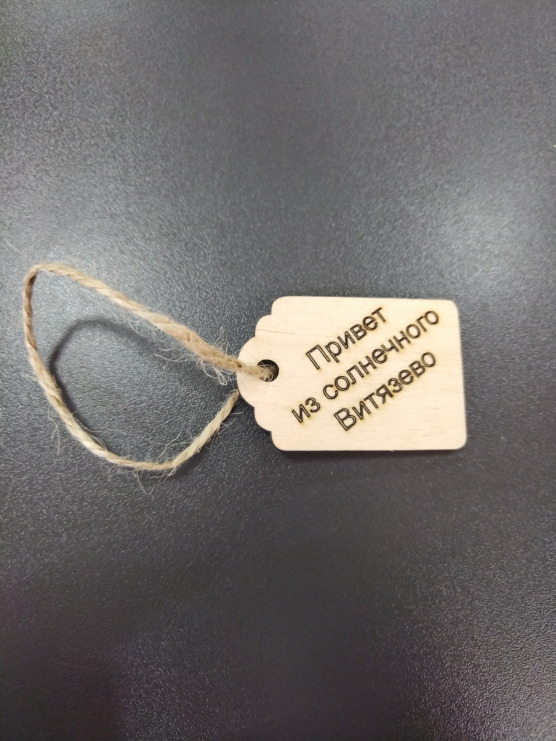 Привет
из солнечного
Витязево